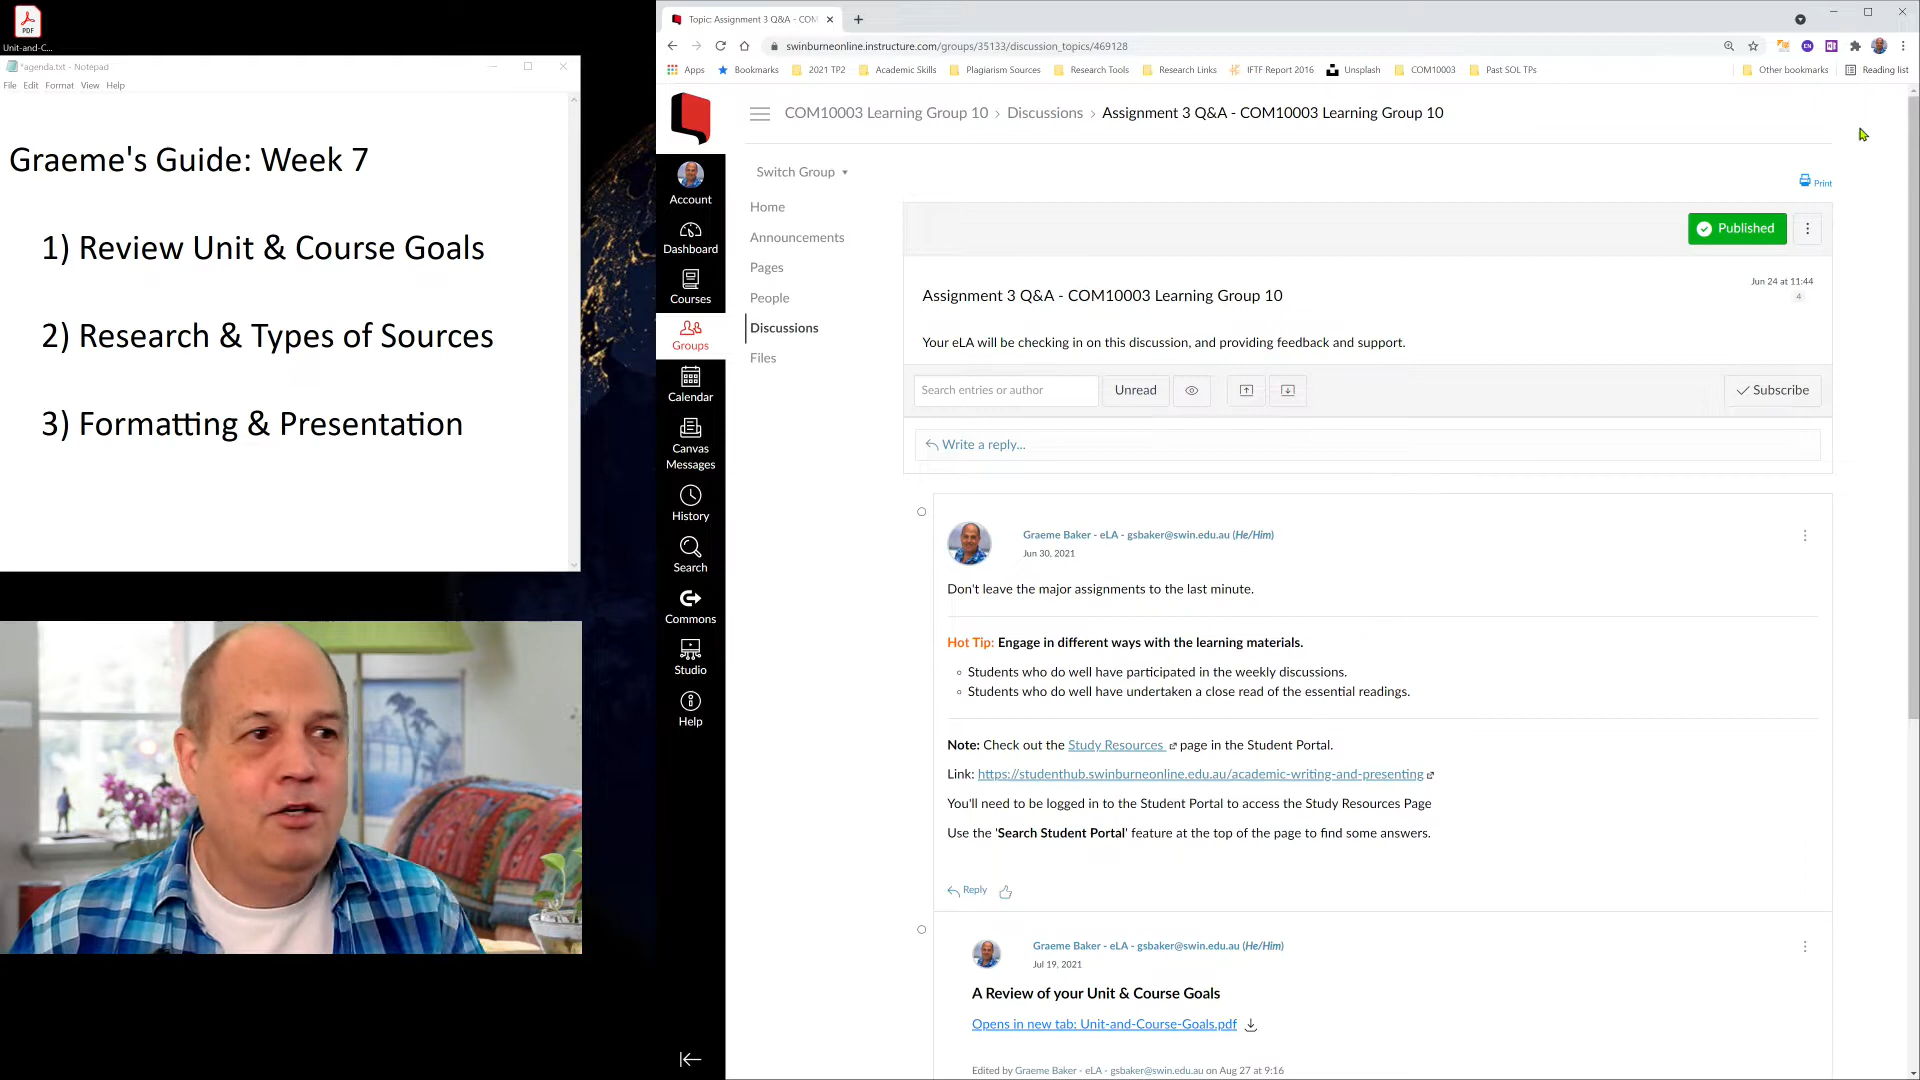 PDF
Unit-and-C...
*agenda.txt - Notepad
File Edit Format View Help
Graeme's Guide: Week 7
1) Review Unit & Course Goals
2) Research & Types of Sources
3) Formatting & Presentation
Topic: Assignment 3 Q&A - COM
swinburneonline.instructure.com/groups/35133/discussion_topics/469128
Apps Bookmarks 2021 TP2 Academic Skills Plagiarism Sources Research Tools Research Links IFTF Report 2016 Unsplash COM10003 Past SOL TPs Other bookmarks Reading list
COM10003 Learning Group 10 › Discussions › Assignment 3 Q&A - COM10003 Learning Group 10
Account
Dashboard
Courses
Groups
Calendar
Canvas
Messages
History
Search
Commons
Studio
Help
Switch Group
Home
Announcements
Pages
People
Discussions
Files
Print
Published
Jun 24 at 11:44
4
Assignment 3 Q&A - COM10003 Learning Group 10
Your eLA will be checking in on this discussion, and providing feedback and support.
Search entries or author Unread Subscribe
Write a reply...
Graeme Baker - eLA - gsbaker@swin.edu.au (He/Him)
Jun 30, 2021
Don't leave the major assignments to the last minute.
Hot Tip: Engage in different ways with the learning materials.
Students who do well have participated in the weekly discussions.
Students who do well have undertaken a close read of the essential readings.
Note: Check out the Study Resources page in the Student Portal.
Link: https://studenthub.swinburneonline.edu.au/academic-writing-and-presenting
You'll need to be logged in to the Student Portal to access the Study Resources Page
Use the 'Search Student Portal' feature at the top of the page to find some answers.
Reply
Graeme Baker - eLA - gsbaker@swin.edu.au (He/Him)
Jul 19, 2021
A Review of your Unit & Course Goals
Opens in new tab: Unit-and-Course-Goals.pdf
Edited by Graeme Baker - eLA - gsbaker@swin.edu.au on Aug 27 at 9:16